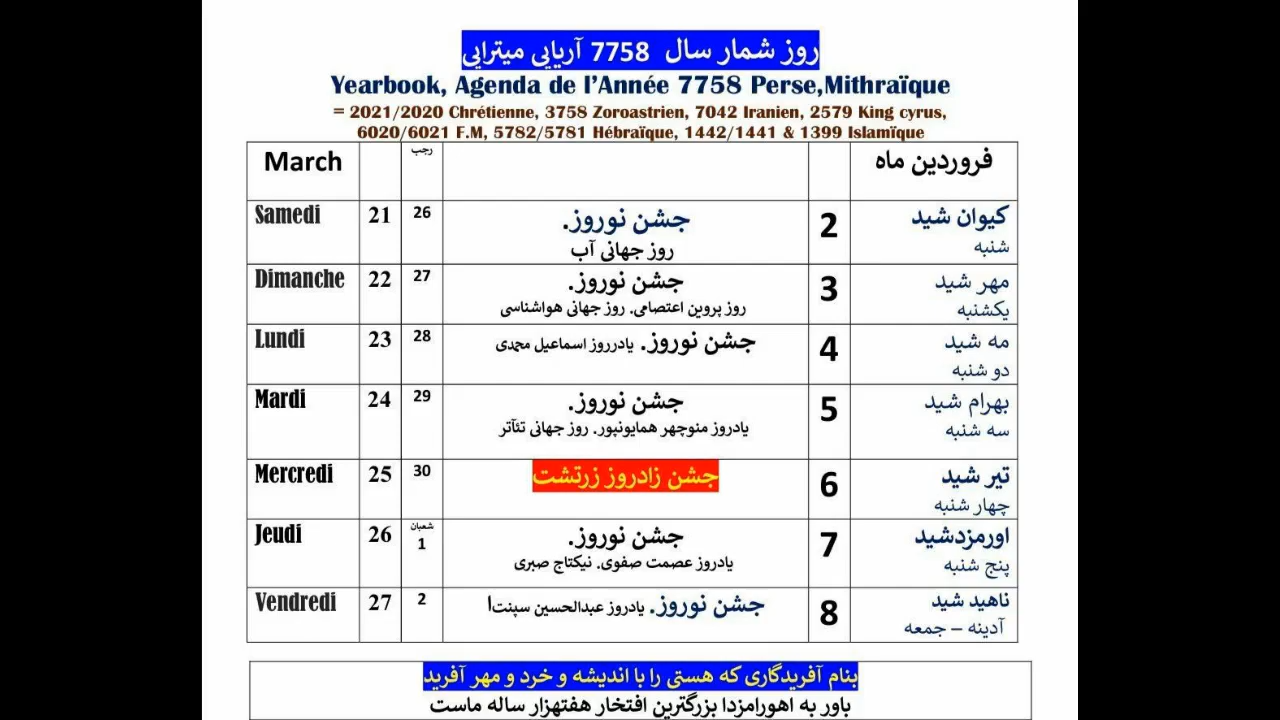 روز شمار سال 7758 آریایی میترایی
Yearbook, Agenda de l’Année 7758 Perse,Mithraïque
= 2021/2020 Chrétienne, 3758 Zoroastrien, 7042 Iranien, 2579 King cyrus,
6020/6021 F.M, 5782/5781 Hébraïque, 1442/1441 & 1399 Islamïque
March رجب فروردین ماه
Samedi 21 26 جشن نوروز. 2 کیوان شید
روز جهانی آب شنبه
Dimanche 22 27 جشن نوروز. 3 مهر شید
روز پروین اعتصامی. روز جهانی هواشناسی یکشنبه
Lundi 23 28 جشن نوروز. یادرروز اسماعیل محمدی 4 مه شید
دو شنبه
Mardi 24 29 جشن نوروز. 5 بهرام شید
یادروز منوچهر همایونپور. روز جهانی تئآتر سه شنبه
Mercredi 25 30 جشن زادروز زرتشت 6 تیر شید
چهار شنبه
Jeudi 26 شعبان 1 جشن نوروز. 7 اورمزدشید
یادروز عصمت صفوی. نیکتاج صبری پنج شنبه
Vendredi 27 2 جشن نوروز. یادروز عبدالحسین سپنتا 8 ناهید شید
آدینه – جمعه
بنام آفریدگاری که هستی را با اندیشه و خرد و مهر آفرید
باور به اهورامزدا بزرگترین افتخار هفتهزار ساله ماست